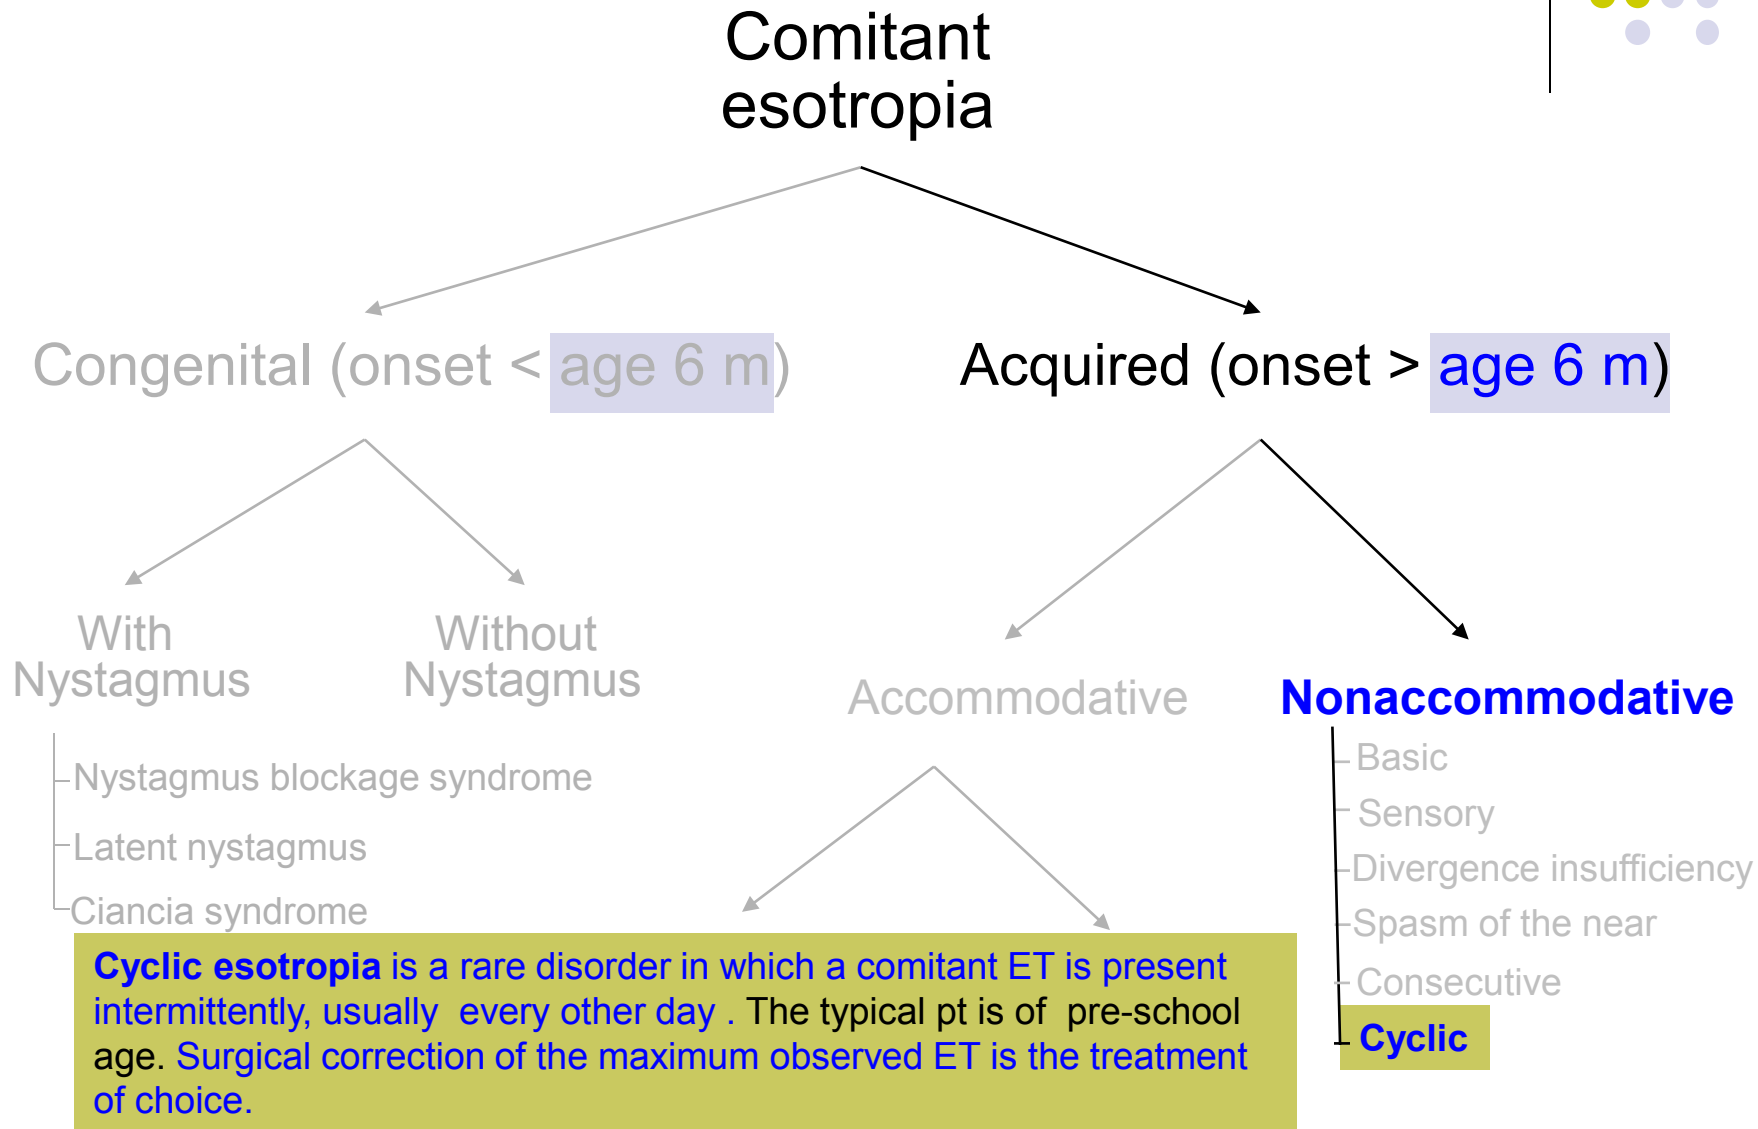 Comitant
esotropia
Congenital (onset < age 6 m)
Acquired (onset > age 6 m)
With
Nystagmus
Without
Nystagmus
Accommodative
Nonaccommodative
Nystagmus blockage syndrome
Latent nystagmus
Ciancia syndrome
Basic
Sensory
Divergence insufficiency
Spasm of the near
Consecutive
Cyclic
Cyclic esotropia is a rare disorder in which a comitant ET is present
intermittently, usually every other day . The typical pt is of pre-school
age. Surgical correction of the maximum observed ET is the treatment
of choice.